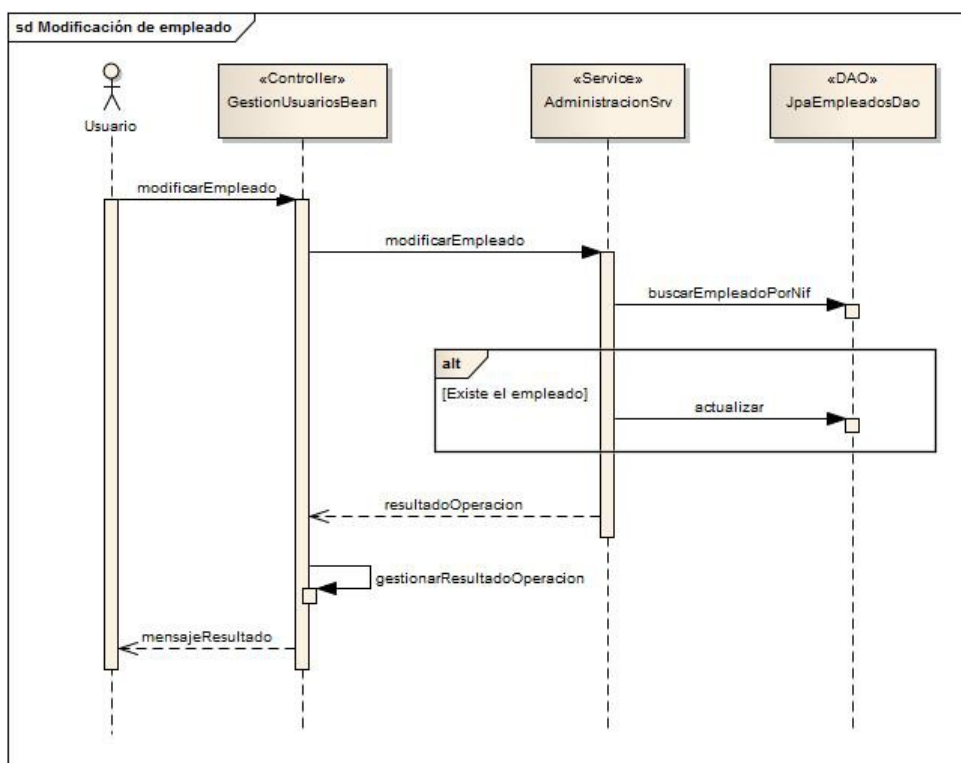 sd Modificación de empleado
«Controller»
GestionUsuariosBean
«Service»
AdministracionSrv
«DAO»
JpaEmpleadosDao
Usuario
modificarEmpleado
modificarEmpleado
buscarEmpleadoPorNif
alt
[Existe el empleado]
actualizar
resultadoOperacion
gestionarResultadoOperacion
mensajeResultado